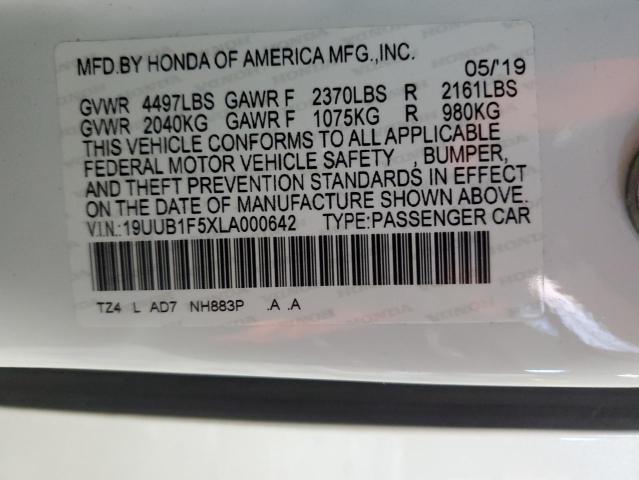 MFD.BY HONDA OF AMERICA MFG.,INC. 05/'19
GVWR 4497LBS GAWR F 2370LBS R 2161LBS
GVWR 2040KG GAWR F 1075KG R 980KG
THIS VEHICLE CONFORMS TO ALL APPLICABLE
FEDERAL MOTOR VEHICLE SAFETY , BUMPER,
AND THEFT PREVENTION STANDARDS IN EFFECT
ON THE DATE OF MANUFACTURE SHOWN ABOVE.
V.I.N.:19UUB1F5XLA000642 TYPE:PASSENGER CAR
TZ4 L AD7 NH883P .A .A